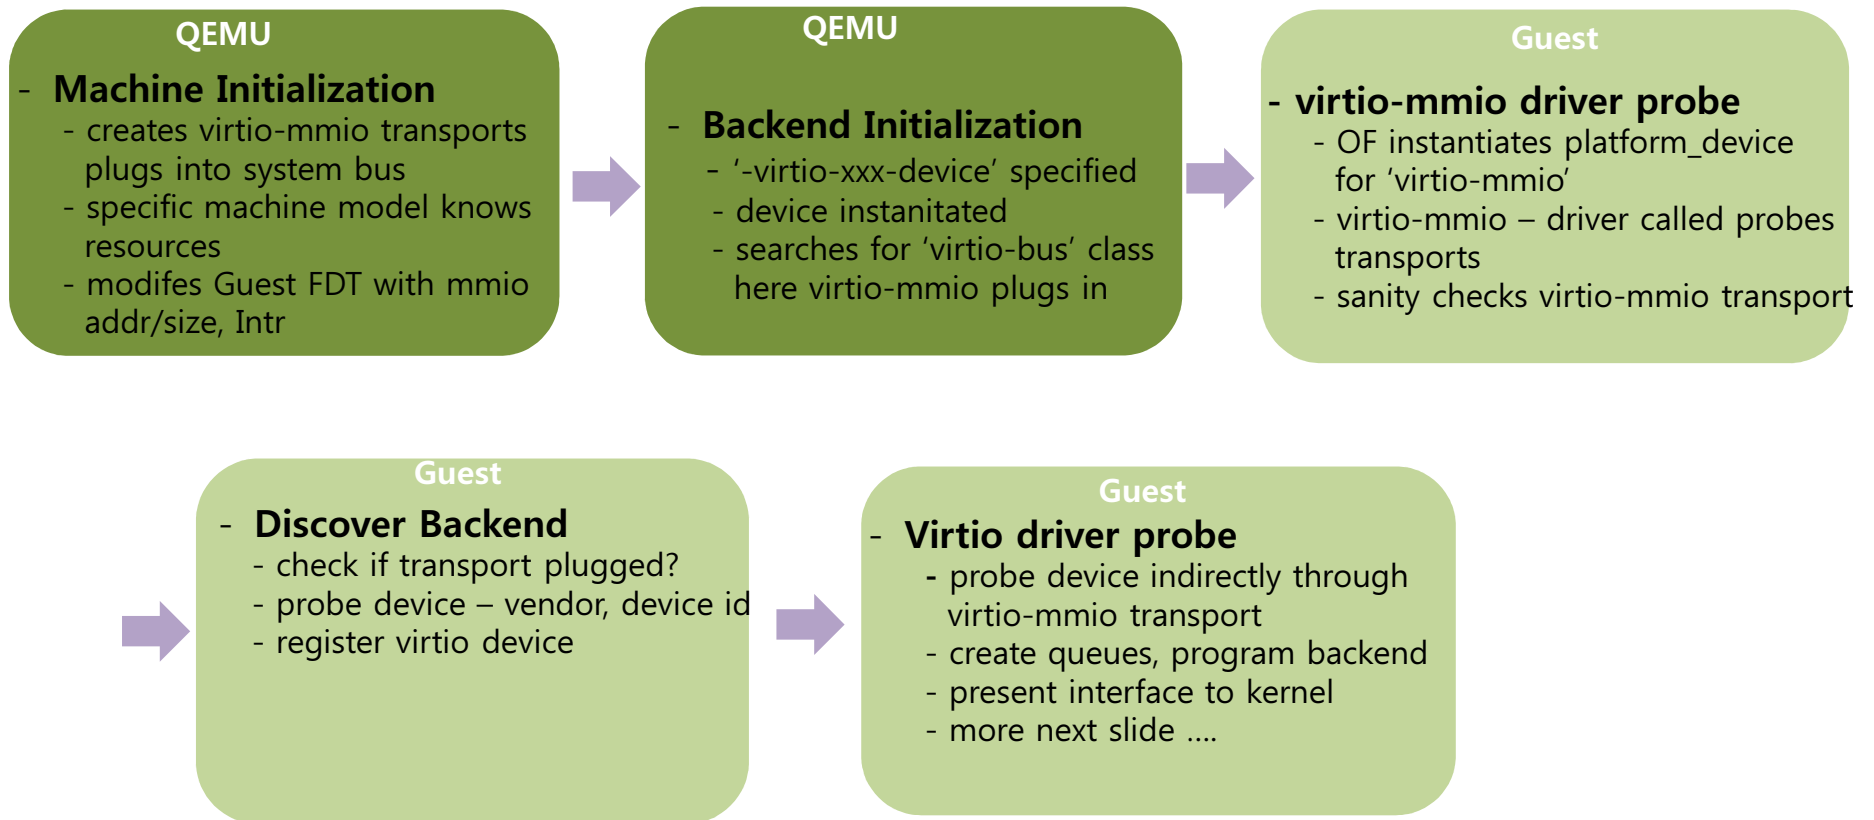 QEMU
- Machine Initialization
- creates virtio-mmio transports
plugs into system bus
- specific machine model knows
resources
- modifes Guest FDT with mmio
addr/size, Intr
QEMU
- Backend Initialization
- ‘-virtio-xxx-device’ specified
- device instanitated
- searches for ‘virtio-bus’ class
here virtio-mmio plugs in
Guest
- virtio-mmio driver probe
- OF instantiates platform_device
for ‘virtio-mmio’
- virtio-mmio – driver called probes
transports
- sanity checks virtio-mmio transport
Guest
- Discover Backend
- check if transport plugged?
- probe device – vendor, device id
- register virtio device
Guest
- Virtio driver probe
- probe device indirectly through
virtio-mmio transport
- create queues, program backend
- present interface to kernel
- more next slide ....